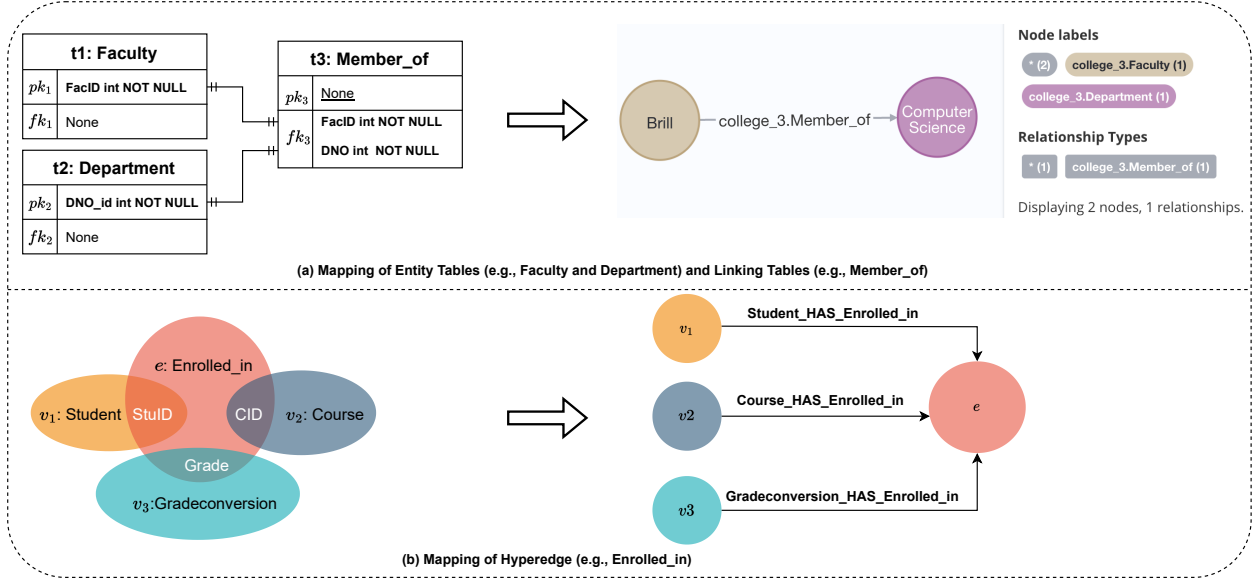 t1: Faculty
pk₁ FacID int NOT NULL
fk₁ None
t2: Department
pk₂ DNO_id int NOT NULL
fk₂ None
t3: Member_of
pk₃ None
fk₃ FacID int NOT NULL
DNO int NOT NULL
Brill
college_3.Member_of
Computer
Science
Node labels
* (2) college_3.Faculty (1)
college_3.Department (1)
Relationship Types
* (1) college_3.Member_of (1)
Displaying 2 nodes, 1 relationships.
(a) Mapping of Entity Tables (e.g., Faculty and Department) and Linking Tables (e.g., Member_of)
e: Enrolled_in
v₁: Student
StuID
CID
v₂: Course
Grade
v₃:Gradeconversion
v₁
Student_HAS_Enrolled_in
v2
Course_HAS_Enrolled_in
e
v3
Gradeconversion_HAS_Enrolled_in
(b) Mapping of Hyperedge (e.g., Enrolled_in)